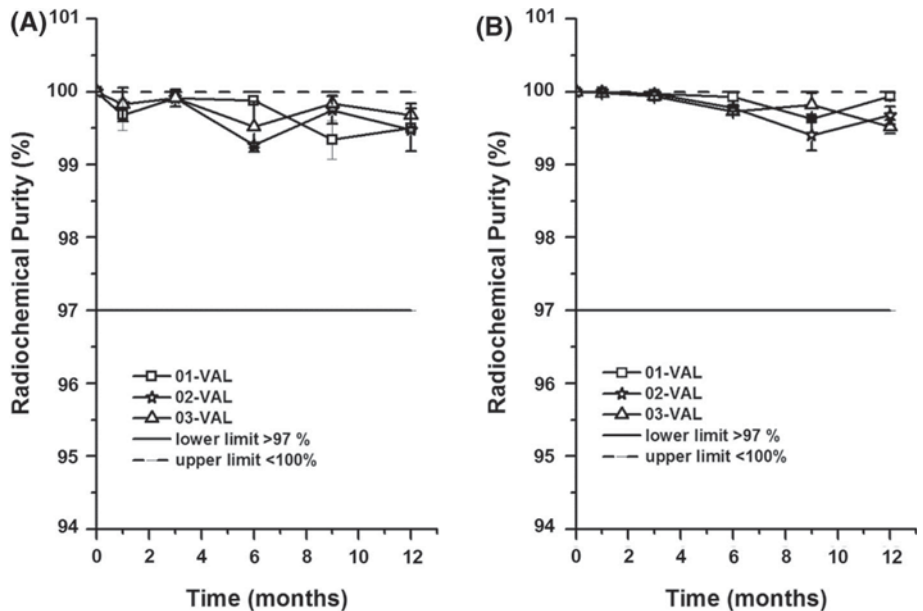 (A)
101
100
99
98
97
96
95
94
Radiochemical Purity (%)
01-VAL
02-VAL
03-VAL
lower limit >97 %
upper limit <100%
0 2 4 6 8 10 12
Time (months)
(B)
101
100
99
98
97
96
95
94
Radiochemical Purity (%)
01-VAL
02-VAL
03-VAL
lower limit >97 %
upper limit <100%
0 2 4 6 8 10 12
Time (months)